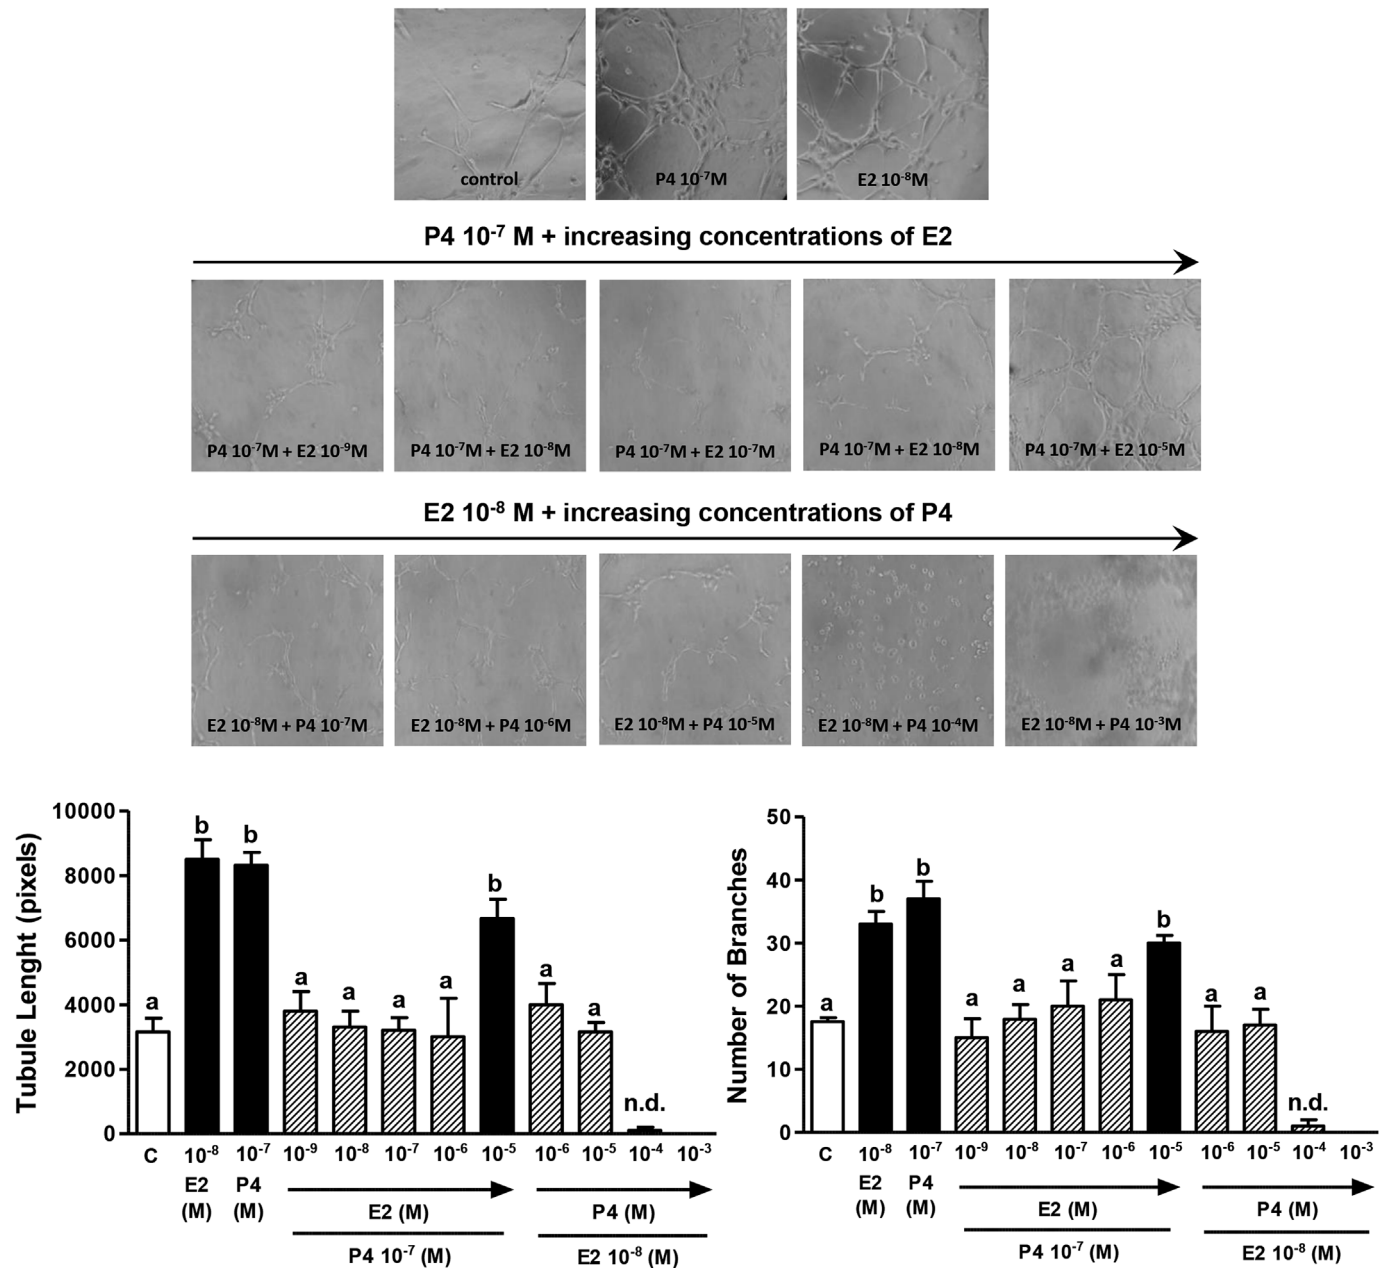 control
P4 10⁻⁷M
E2 10⁻⁸M
P4 10⁻⁷ M + increasing concentrations of E2
P4 10⁻⁷M + E2 10⁻⁹M
P4 10⁻⁷M + E2 10⁻⁸M
P4 10⁻⁷M + E2 10⁻⁷M
P4 10⁻⁷M + E2 10⁻⁸M
P4 10⁻⁷M + E2 10⁻⁵M
E2 10⁻⁸ M + increasing concentrations of P4
E2 10⁻⁸M + P4 10⁻⁷M
E2 10⁻⁸M + P4 10⁻⁶M
E2 10⁻⁸M + P4 10⁻⁵M
E2 10⁻⁸M + P4 10⁻⁴M
E2 10⁻⁸M + P4 10⁻³M
Tubule Lenght (pixels)
10000
8000
6000
4000
2000
0
a b b a a a a b a a n.d.
C 10⁻⁸ 10⁻⁷ 10⁻⁹ 10⁻⁸ 10⁻⁷ 10⁻⁶ 10⁻⁵ 10⁻⁶ 10⁻⁵ 10⁻⁴ 10⁻³
E2 P4
(M) (M)
E2 (M) P4 (M)
P4 10⁻⁷ (M) E2 10⁻⁸ (M)
Number of Branches
50
40
30
20
10
0
a b b a a a a b a a n.d.
C 10⁻⁸ 10⁻⁷ 10⁻⁹ 10⁻⁸ 10⁻⁷ 10⁻⁶ 10⁻⁵ 10⁻⁶ 10⁻⁵ 10⁻⁴ 10⁻³
E2 P4
(M) (M)
E2 (M) P4 (M)
P4 10⁻⁷ (M) E2 10⁻⁸ (M)